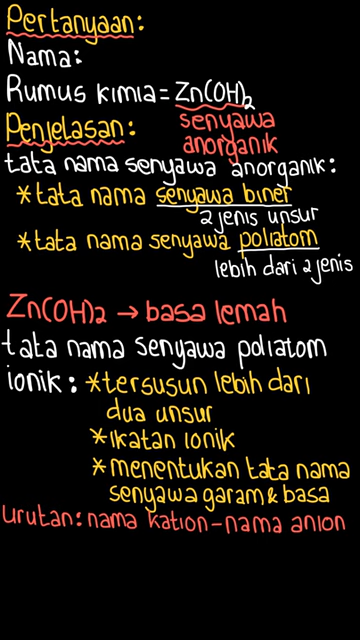 Pertanyaan:
Nama:
Rumus kimia = Zn(OH)2
senyawa
anorganik
Penjelasan:
tata nama senyawa anorganik:
*tata nama senyawa biner
2 jenis unsur
*tata nama senyawa poliatom
lebih dari 2 jenis
Zn(OH)2 → basa lemah
tata nama senyawa poliatom
ionik: *tersusun lebih dari
dua unsur
*ikatan ionik
*menentukan tata nama
senyawa garam & basa
urutan: nama kation - nama anion